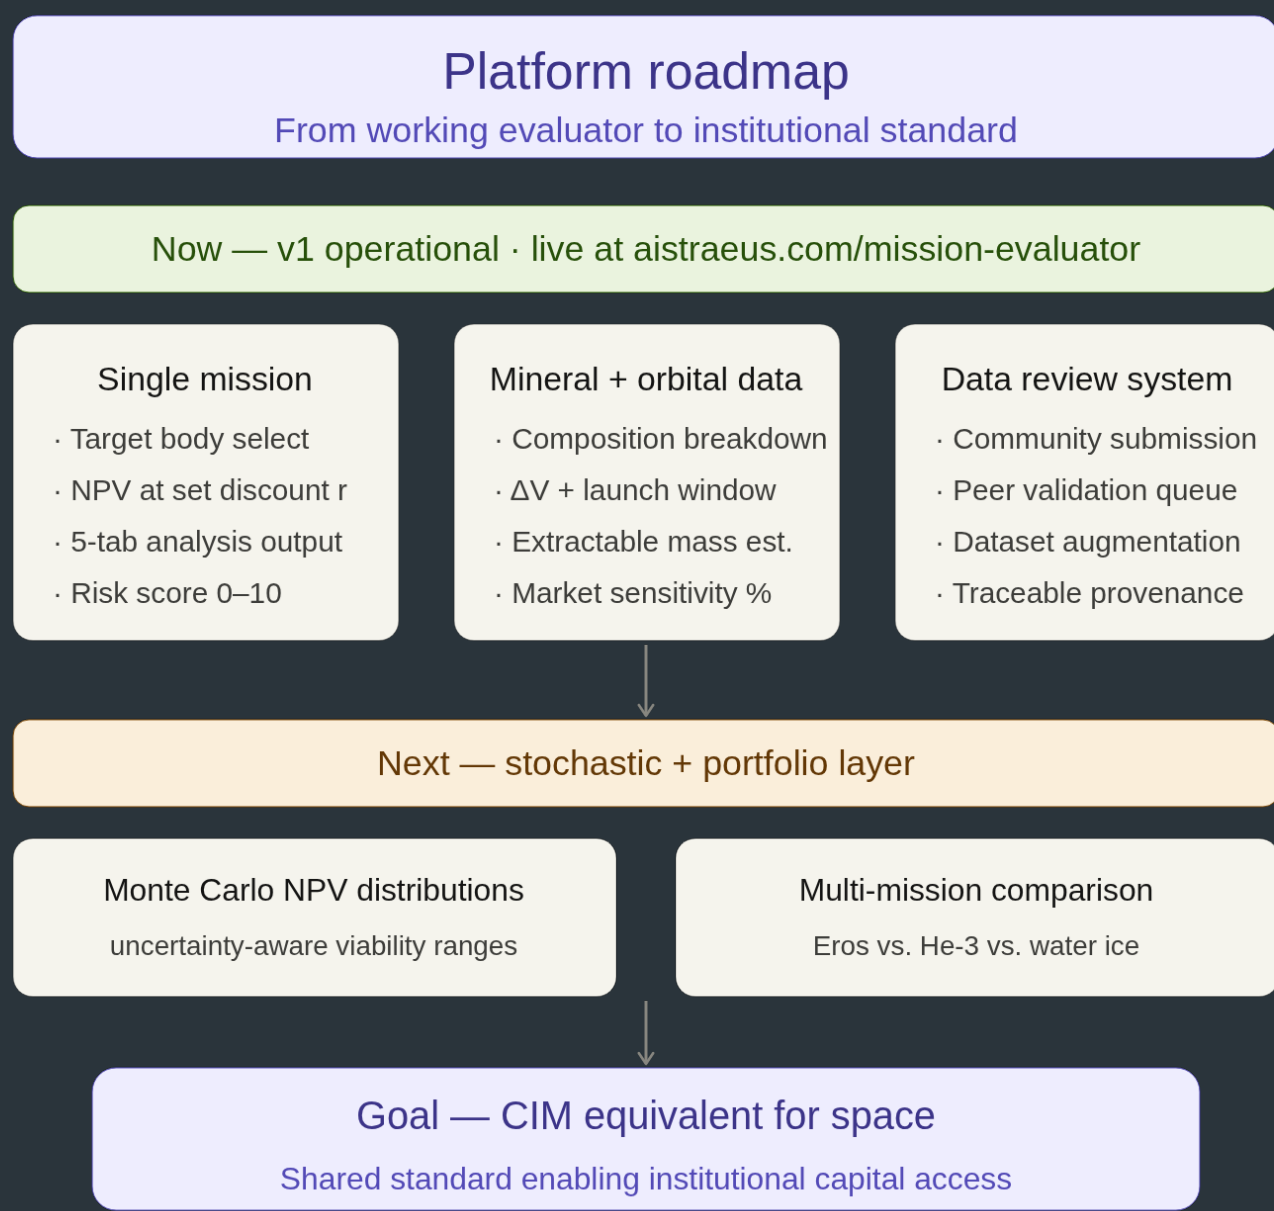 Platform roadmap
From working evaluator to institutional standard
Now — v1 operational · live at aistraeus.com/mission-evaluator
Single mission
· Target body select
· NPV at set discount r
· 5-tab analysis output
· Risk score 0–10
Mineral + orbital data
· Composition breakdown
· ΔV + launch window
· Extractable mass est.
· Market sensitivity %
Data review system
· Community submission
· Peer validation queue
· Dataset augmentation
· Traceable provenance
Next — stochastic + portfolio layer
Monte Carlo NPV distributions
uncertainty-aware viability ranges
Multi-mission comparison
Eros vs. He-3 vs. water ice
Goal — CIM equivalent for space
Shared standard enabling institutional capital access